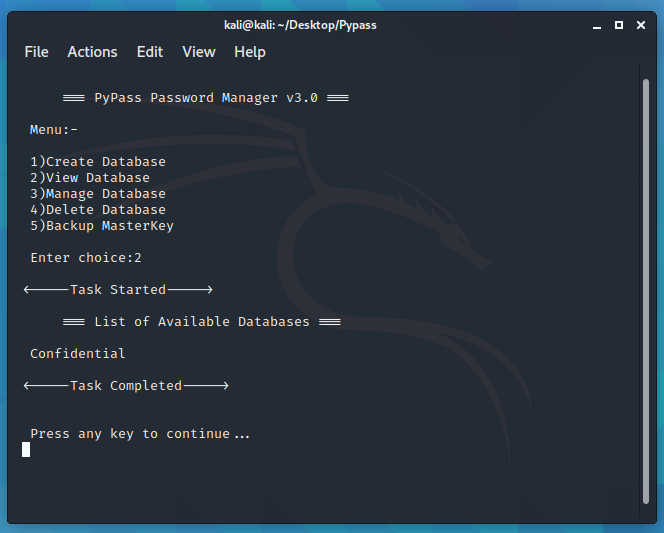 kali@kali: ~/Desktop/Pypass
File Actions Edit View Help
=== PyPass Password Manager v3.0 ===
Menu:-
1)Create Database
2)View Database
3)Manage Database
4)Delete Database
5)Backup MasterKey
Enter choice:2
<-----Task Started----->
=== List of Available Databases ===
Confidential
<-----Task Completed----->
Press any key to continue...